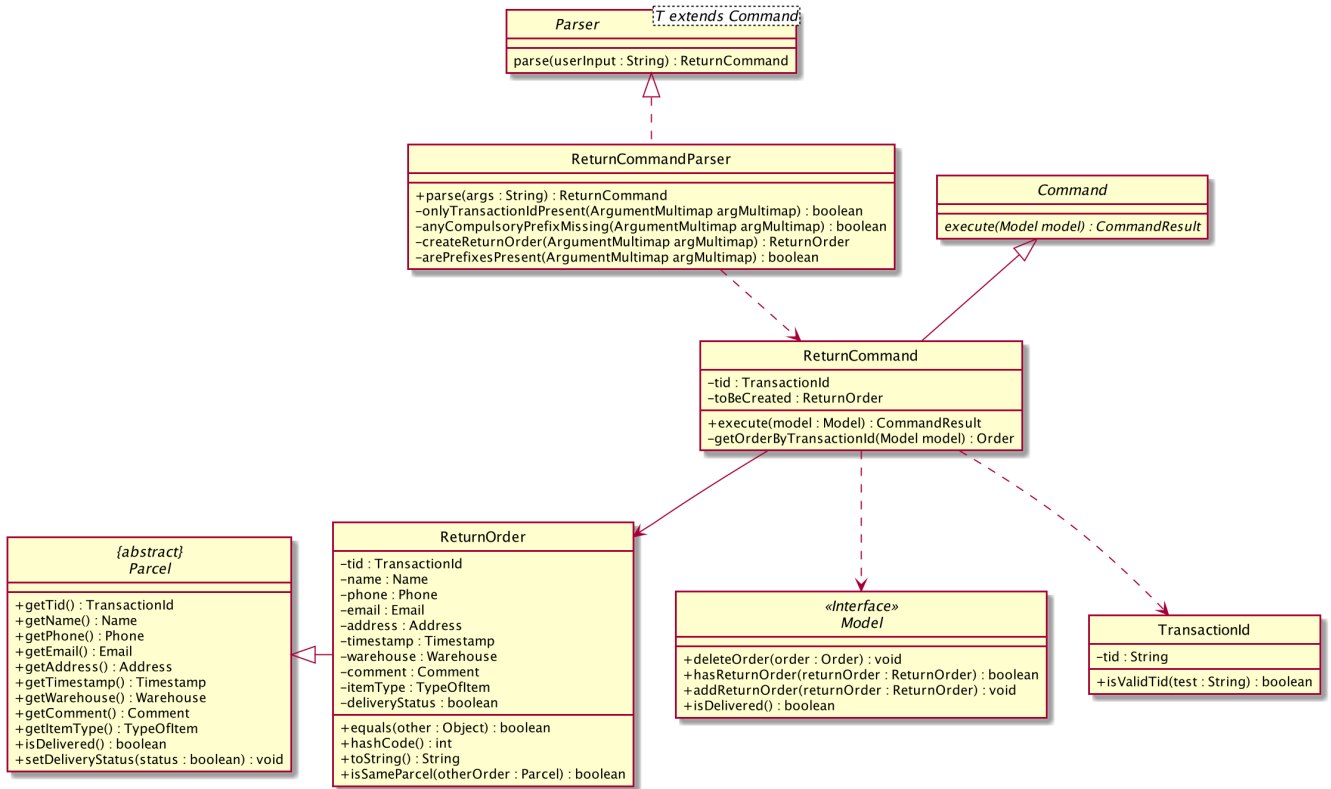 Parser
T extends Command
parse(userInput : String) : ReturnCommand
ReturnCommandParser
+parse(args : String) : ReturnCommand
-onlyTransactionIdPresent(ArgumentMultimap argMultimap) : boolean
-anyCompulsoryPrefixMissing(ArgumentMultimap argMultimap) : boolean
-createReturnOrder(ArgumentMultimap argMultimap) : ReturnOrder
-arePrefixesPresent(ArgumentMultimap argMultimap) : boolean
Command
execute(Model model) : CommandResult
ReturnCommand
-tid : TransactionId
-toBeCreated : ReturnOrder
+execute(model : Model) : CommandResult
-getOrderByTransactionId(Model model) : Order
{abstract}
Parcel
+getTid() : TransactionId
+getName() : Name
+getPhone() : Phone
+getEmail() : Email
+getAddress() : Address
+getTimestamp() : Timestamp
+getWarehouse() : Warehouse
+getComment() : Comment
+getItemType() : TypeOfItem
+isDelivered() : boolean
+setDeliveryStatus(status : boolean) : void
ReturnOrder
-tid : TransactionId
-name : Name
-phone : Phone
-email : Email
-address : Address
-timestamp : Timestamp
-warehouse : Warehouse
-comment : Comment
-itemType : TypeOfItem
-deliveryStatus : boolean
+equals(other : Object) : boolean
+hashCode() : int
+toString() : String
+isSameParcel(otherOrder : Parcel) : boolean
«Interface»
Model
+deleteOrder(order : Order) : void
+hasReturnOrder(returnOrder : ReturnOrder) : boolean
+addReturnOrder(returnOrder : ReturnOrder) : void
+isDelivered() : boolean
TransactionId
-tid : String
+isValidTid(test : String) : boolean